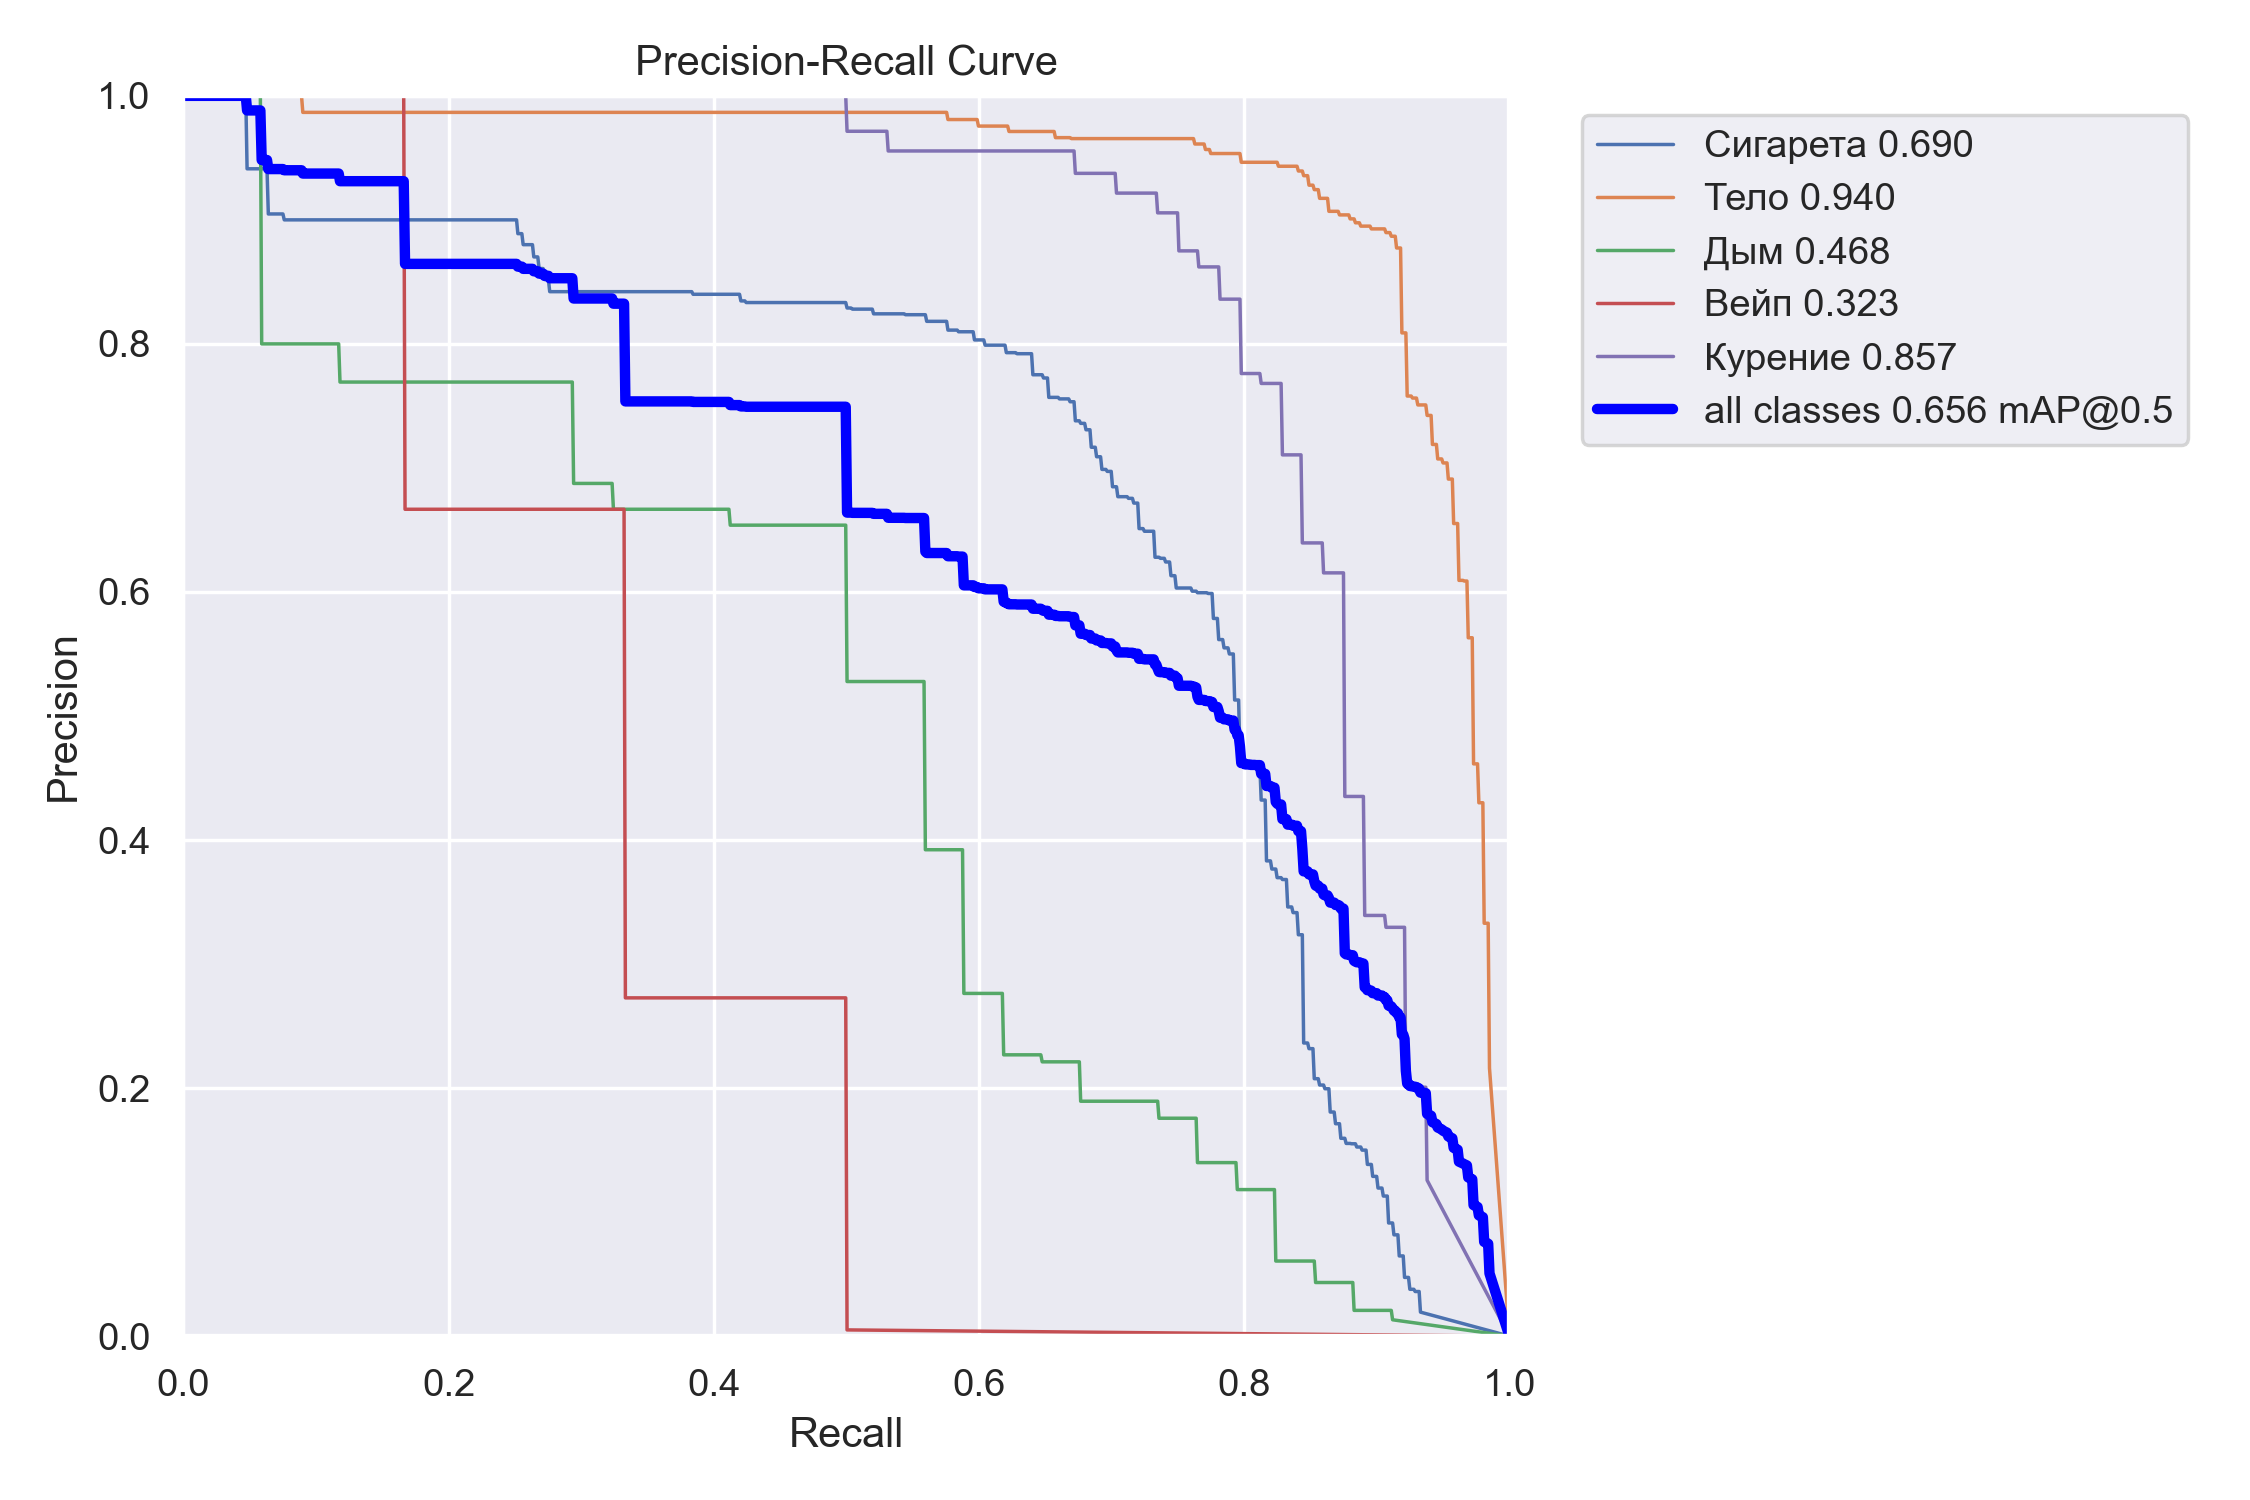 Precision-Recall Curve
1.0
0.8
0.6
0.4
0.2
0.0
Precision
0.0 0.2 0.4 0.6 0.8 1.0
Recall
Сигарета 0.690
Тело 0.940
Дым 0.468
Вейп 0.323
Курение 0.857
all classes 0.656 mAP@0.5